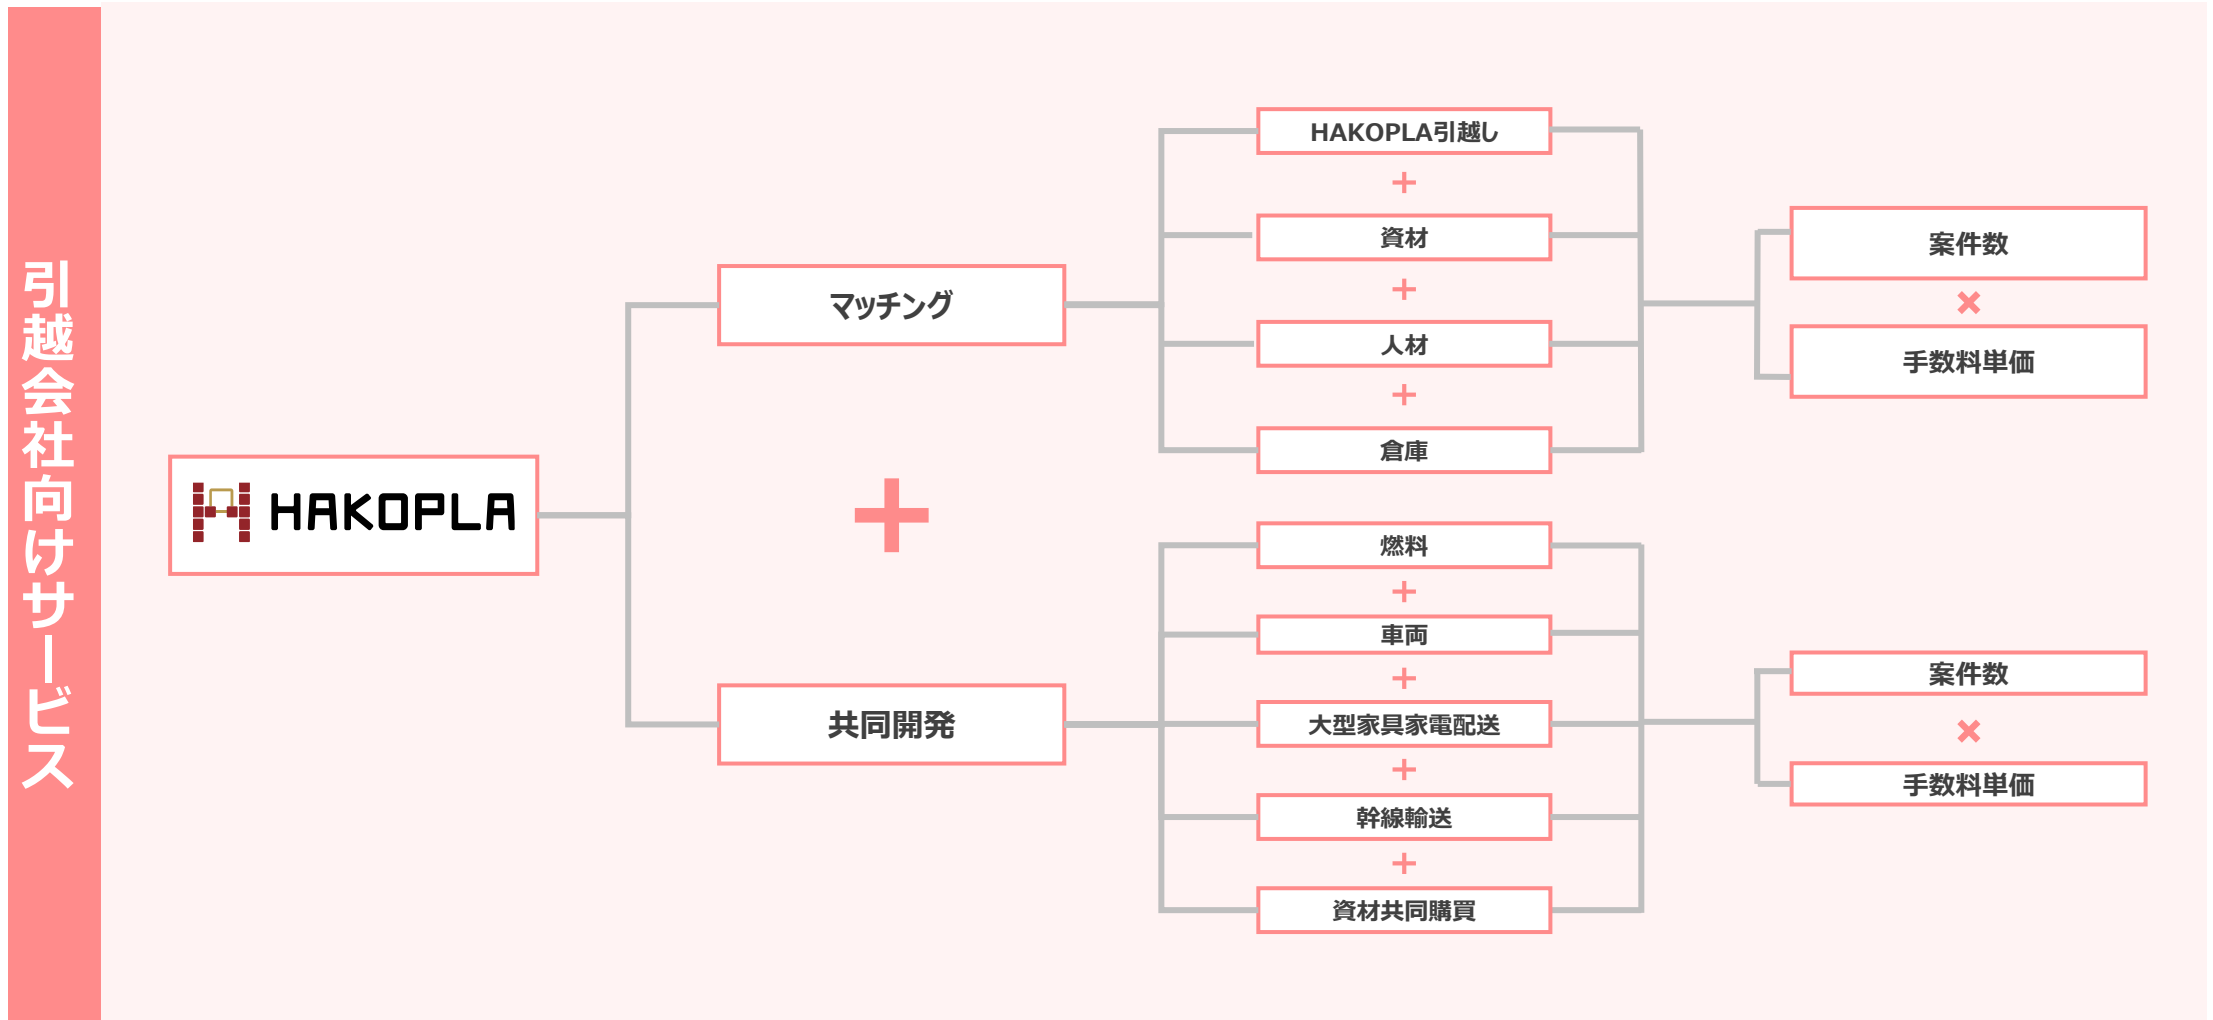 引越会社向けサービス
HAKOPLA
マッチング
+
共同開発
HAKOPLA引越し
+
資材
+
人材
+
倉庫
燃料
+
車両
+
大型家具家電配送
+
幹線輸送
+
資材共同購買
案件数
×
手数料単価
案件数
×
手数料単価